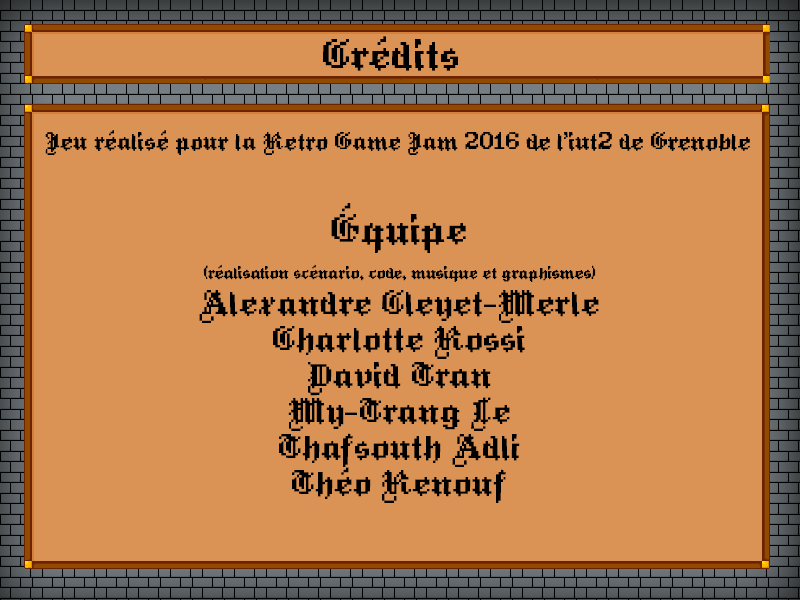 Crédits
Jeu réalisé pour la Retro Game Jam 2016 de l'iut2 de Grenoble
Équipe
(réalisation scénario, code, musique et graphismes)
Alexandre Cleyet-Merle
Charlotte Rossi
David Tran
My-Trang Le
Thafsouth Adli
Théo Renouf